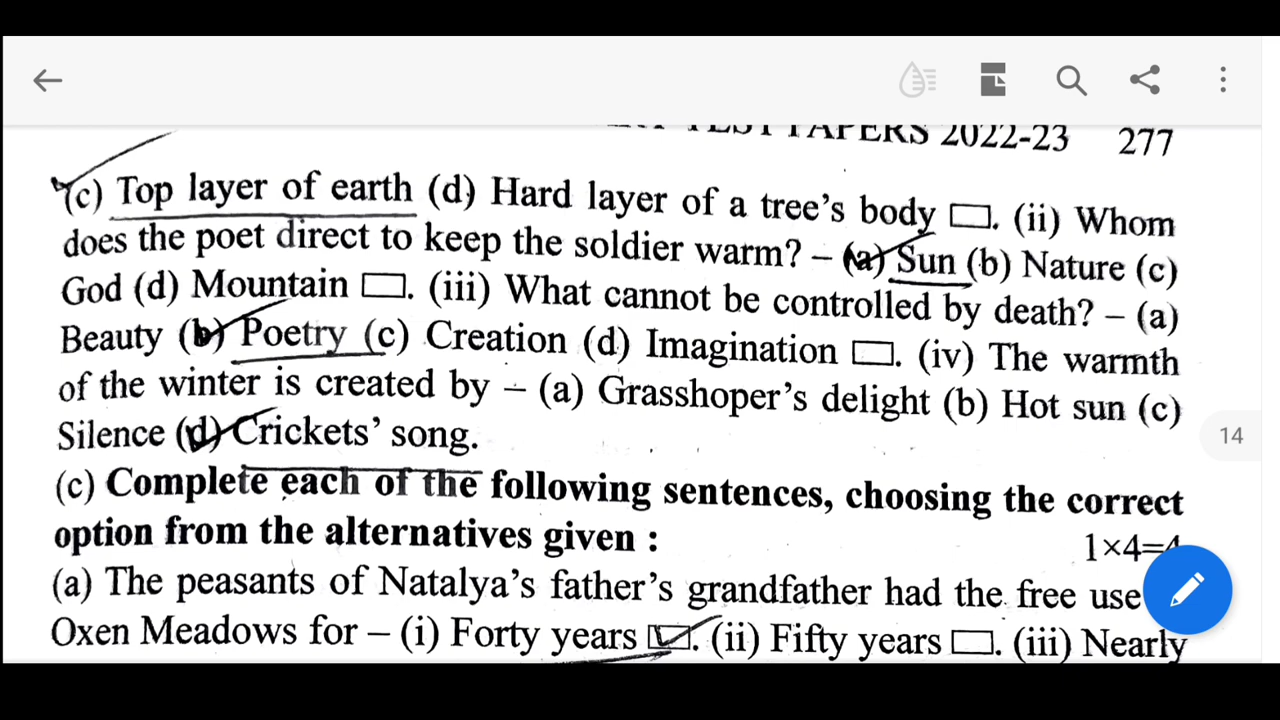 TEST PAPERS 2022-23 277
(c) Top layer of earth (d) Hard layer of a tree's body □. (ii) Whom
does the poet direct to keep the soldier warm? – (a) Sun (b) Nature (c)
God (d) Mountain □. (iii) What cannot be controlled by death? – (a)
Beauty (b) Poetry (c) Creation (d) Imagination □. (iv) The warmth
of the winter is created by – (a) Grasshoper's delight (b) Hot sun (c)
Silence (d) Crickets' song.
14
(c) Complete each of the following sentences, choosing the correct
option from the alternatives given :
1×4=4
(a) The peasants of Natalya's father's grandfather had the free use
Oxen Meadows for – (i) Forty years □. (ii) Fifty years □. (iii) Nearly